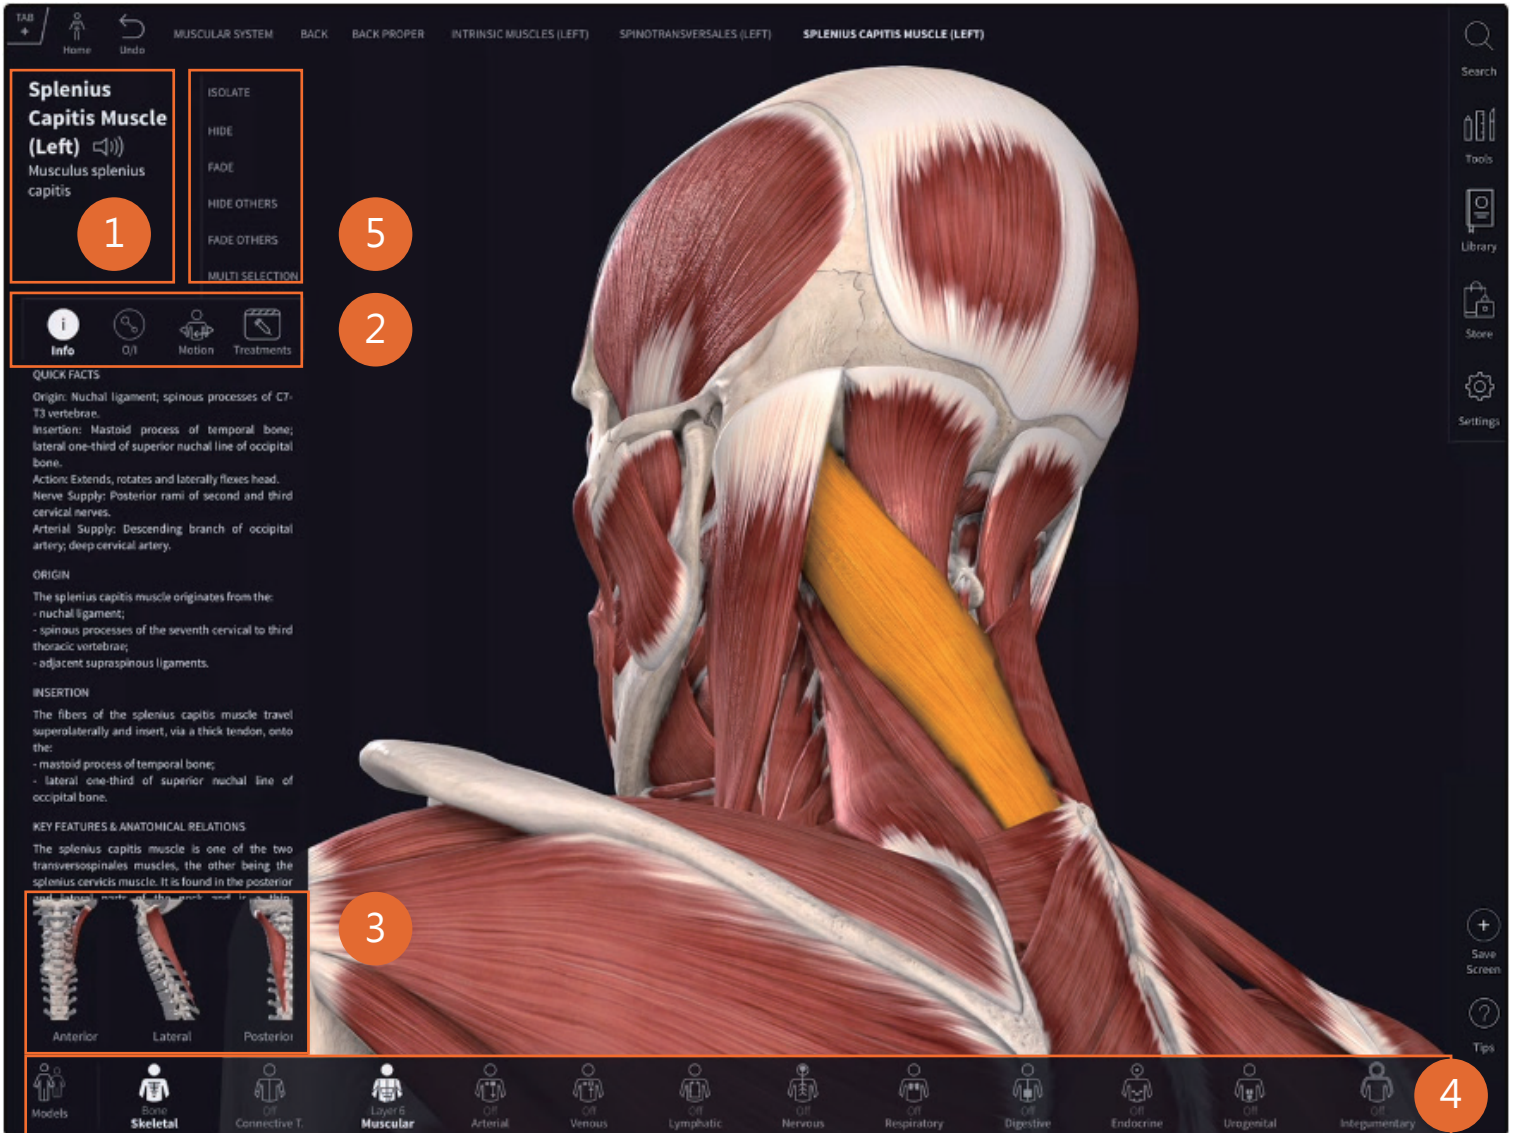 TAB
Home
Undo
MUSCULAR SYSTEM
BACK
BACK PROPER
INTRINSIC MUSCLES (LEFT)
SPINOTRANSVERSALES (LEFT)
SPLENIUS CAPITIS MUSCLE (LEFT)
Splenius
Capitis Muscle
(Left)
Musculus splenius
capitis
1
ISOLATE
HIDE
FADE
HIDE OTHERS
FADE OTHERS
MULTI SELECTION
5
i
Info
O/I
Motion
Treatments
2
QUICK FACTS
Origin: Nuchal ligament; spinous processes of C7-
T3 vertebrae.
Insertion: Mastoid process of temporal bone;
lateral one-third of superior nuchal line of occipital
bone.
Action: Extends, rotates and laterally flexes head.
Nerve Supply: Posterior rami of second and third
cervical nerves.
Arterial Supply: Descending branch of occipital
artery; deep cervical artery.
ORIGIN
The splenius capitis muscle originates from the:
- nuchal ligament;
- spinous processes of the seventh cervical to third
thoracic vertebrae;
- adjacent supraspinous ligaments.
INSERTION
The fibers of the splenius capitis muscle travel
superolaterally and insert, via a thick tendon, onto
the:
- mastoid process of temporal bone;
- lateral one-third of superior nuchal line of
occipital bone.
KEY FEATURES & ANATOMICAL RELATIONS
The splenius capitis muscle is one of the two
transversospinales muscles, the other being the
splenius cervicis muscle. It is found in the posterior
and lateral parts of the neck and is a thin,
3
Anterior
Lateral
Posterior
Search
Tools
Library
Store
Settings
Save
Screen
?
Tips
Models
Bone
Skeletal
Off
Connective T.
Layer 6
Muscular
Off
Arterial
Off
Venous
Off
Lymphatic
Off
Nervous
Off
Respiratory
Off
Digestive
Off
Endocrine
Off
Urogenital
Off
Integumentary
4